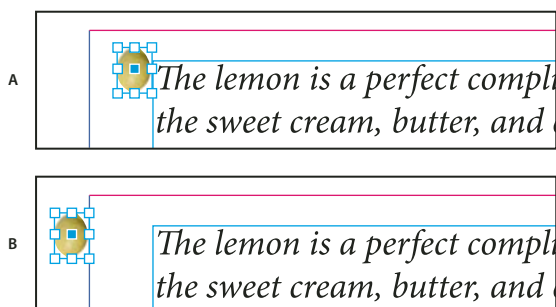 A
The lemon is a perfect compli
the sweet cream, butter, and
B
The lemon is a perfect compli
the sweet cream, butter, and